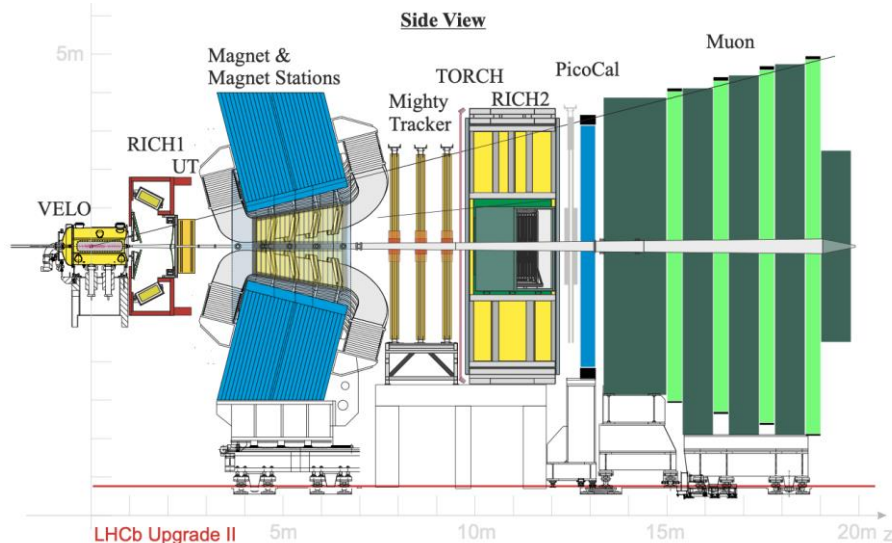 Side View
5m
Magnet &
Magnet Stations
Muon
TORCH
PicoCal
Mighty
Tracker
RICH2
RICH1
UT
VELO
LHCb Upgrade II
5m
10m
15m
20m
z